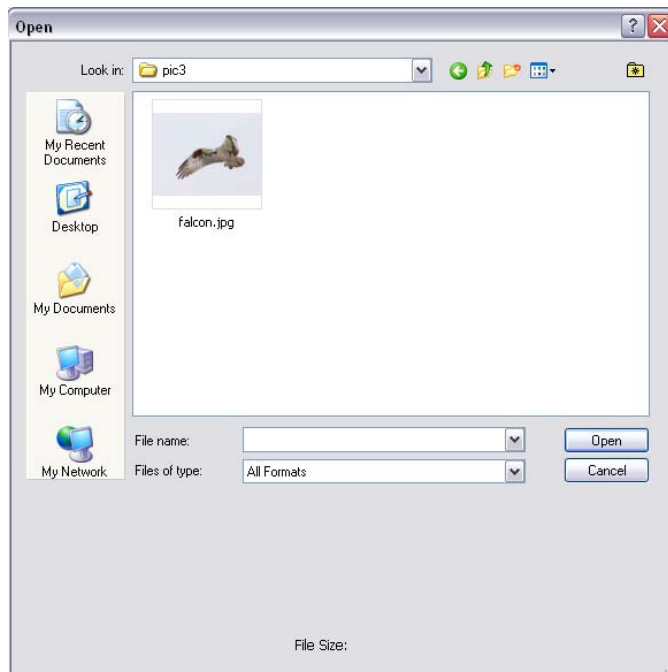 Open
Look in: pic3
My Recent
Documents
Desktop
My Documents
My Computer
My Network
falcon.jpg
File name:
Open
Files of type: All Formats
Cancel
File Size: